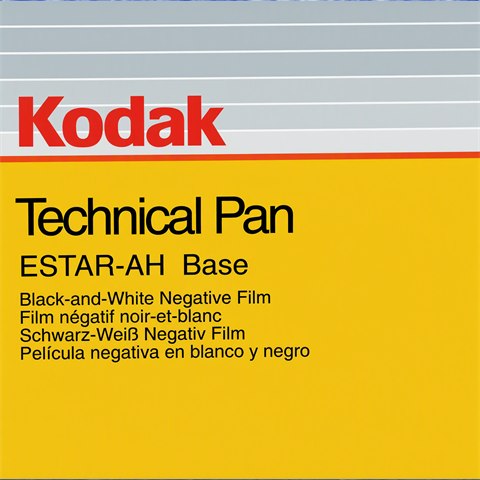 Kodak
Technical Pan
ESTAR-AH Base
Black-and-White Negative Film
Film négatif noir-et-blanc
Schwarz-Weiß Negativ Film
Película negativa en blanco y negro